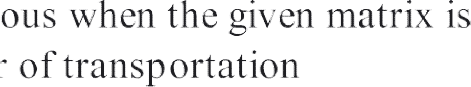 ous when the given matrix is
of transportation